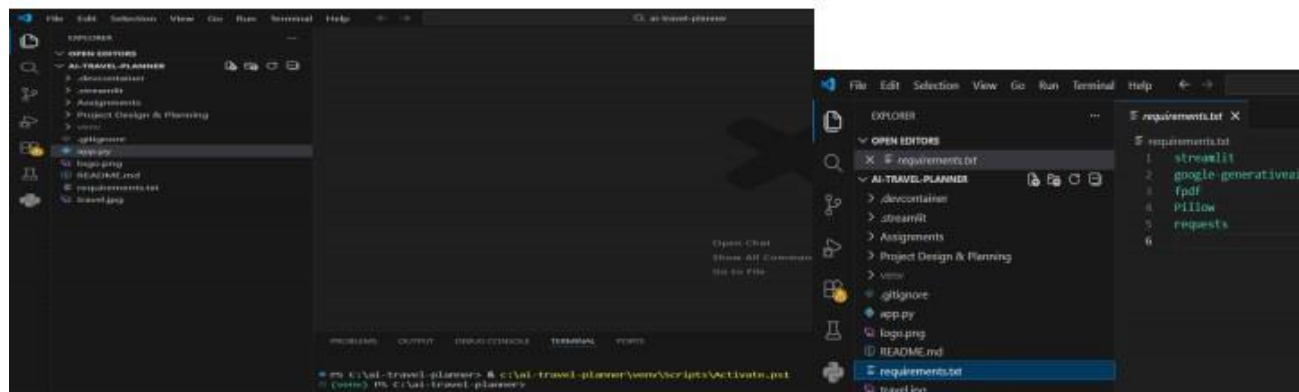 File Edit Selection View Go Run Terminal Help
ai-travel-planner
EXPLORER
OPEN EDITORS
AI-TRAVEL-PLANNER
.devcontainer
.streamlit
Assignments
Project Design & Planning
venv
.gitignore
app.py
logo.png
README.md
requirements.txt
travel.jpg
Open Chat
Show All Comman
Go to File
PROBLEMS OUTPUT DEBUG CONSOLE TERMINAL PORTS
PS C:\ai-travel-planner> & c:\ai-travel-planner\venv\Scripts\Activate.ps1
(venv) PS C:\ai-travel-planner>
File Edit Selection View Go Run Terminal Help
EXPLORER
OPEN EDITORS
requirements.txt
AI-TRAVEL-PLANNER
.devcontainer
.streamlit
Assignments
Project Design & Planning
venv
.gitignore
app.py
logo.png
README.md
requirements.txt
travel.jpg
requirements.txt
requirements.txt
1 streamlit
2 google-generativeai
3 fpdf
4 Pillow
5 requests
6